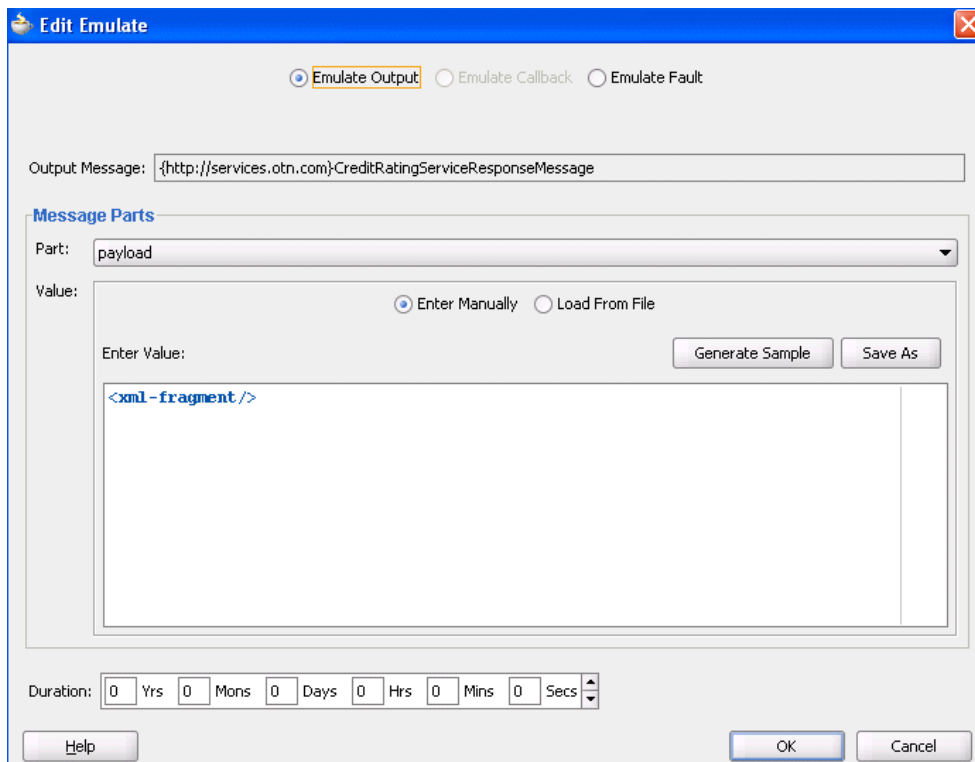 Edit Emulate
Emulate Output Emulate Callback Emulate Fault
Output Message: {http://services.otn.com}CreditRatingServiceResponseMessage
Message Parts
Part: payload
Value: Enter Manually Load From File
Enter Value: Generate Sample Save As
<xml-fragment/>
Duration: 0 Yrs 0 Mons 0 Days 0 Hrs 0 Mins 0 Secs
Help OK Cancel